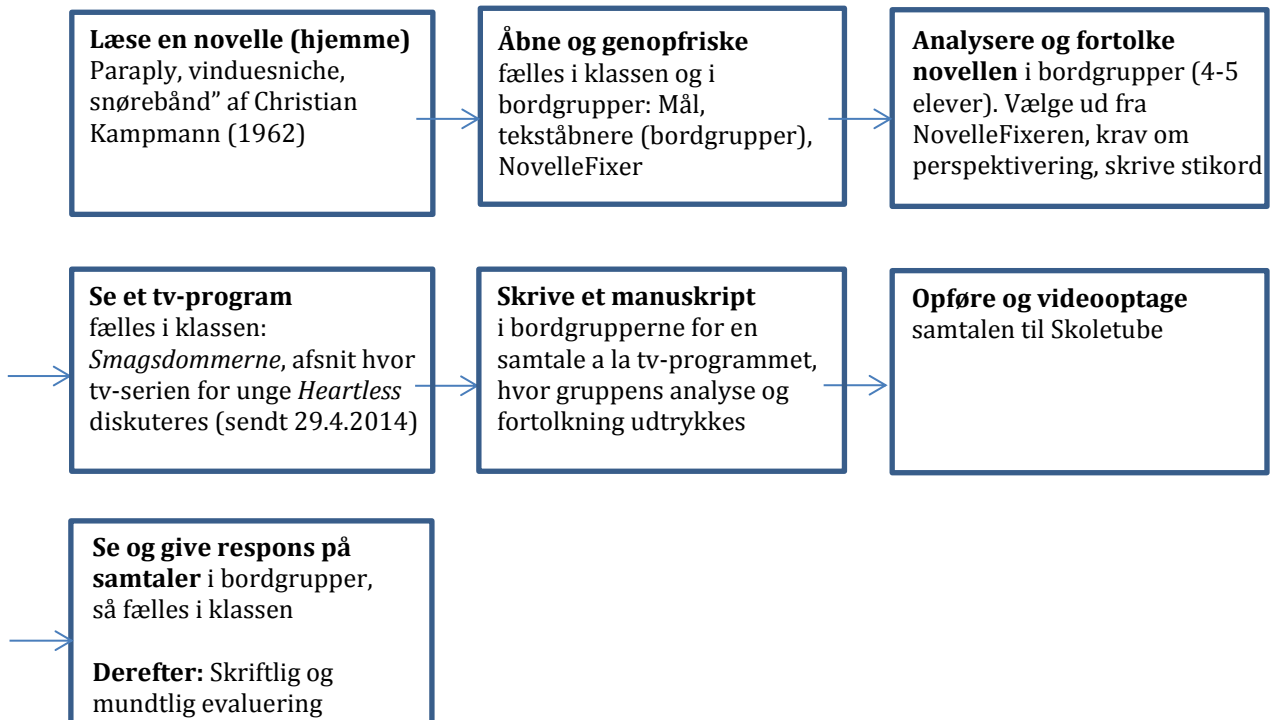 Læse en novelle (hjemme)
Paraply, vinduesniche,
snørebånd” af Christian
Kampmann (1962)
Åbne og genopfriske
fælles i klassen og i
bordgrupper: Mål,
tekståbnere (bordgrupper),
NovelleFixer
Analysere og fortolke
novellen i bordgrupper (4-5
elever). Vælge ud fra
NovelleFixeren, krav om
perspektivering, skrive stikord
Se et tv-program
fælles i klassen:
Smagsdommerne, afsnit hvor
tv-serien for unge Heartless
diskuteres (sendt 29.4.2014)
Skrive et manuskript
i bordgrupperne for en
samtale a la tv-programmet,
hvor gruppens analyse og
fortolkning udtrykkes
Opføre og videooptage
samtalen til Skoletube
Se og give respons på
samtaler i bordgrupper,
så fælles i klassen
Derefter: Skriftlig og
mundtlig evaluering